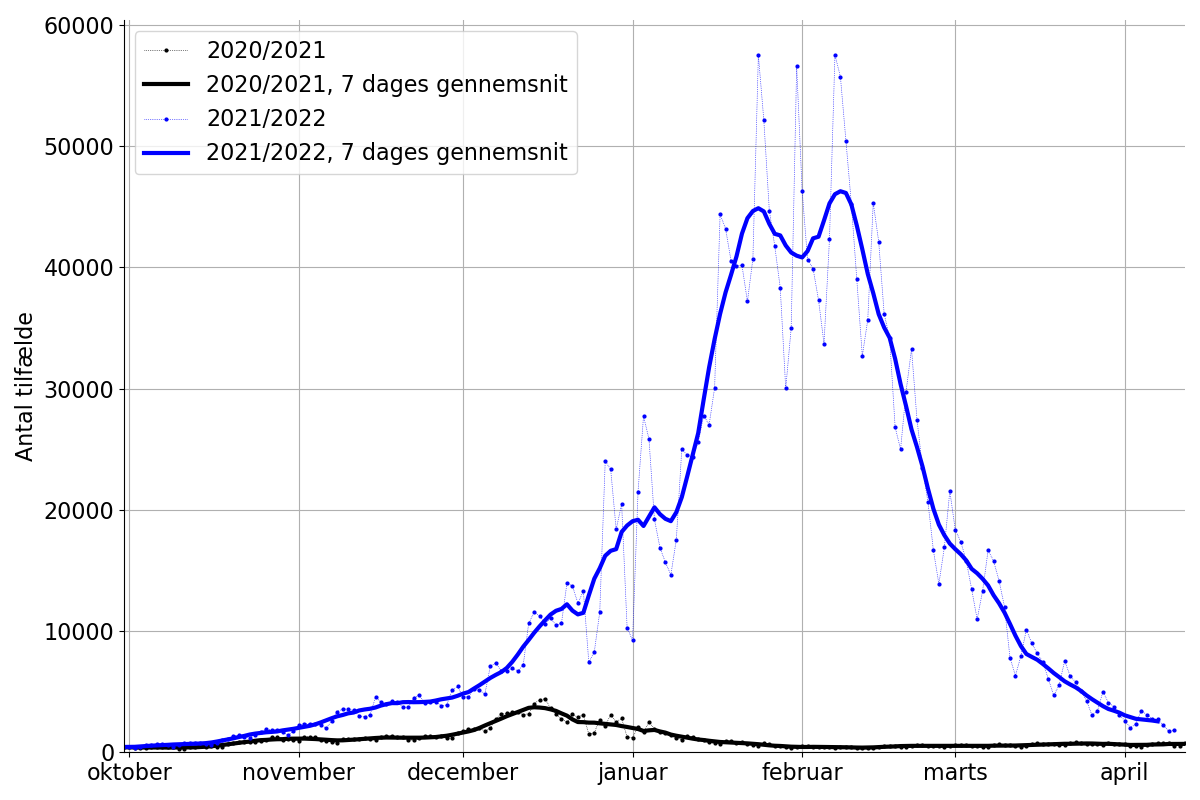 60000
50000
40000
30000
20000
10000
0
Antal tilfælde
2020/2021
2020/2021, 7 dages gennemsnit
2021/2022
2021/2022, 7 dages gennemsnit
oktober november december januar februar marts april